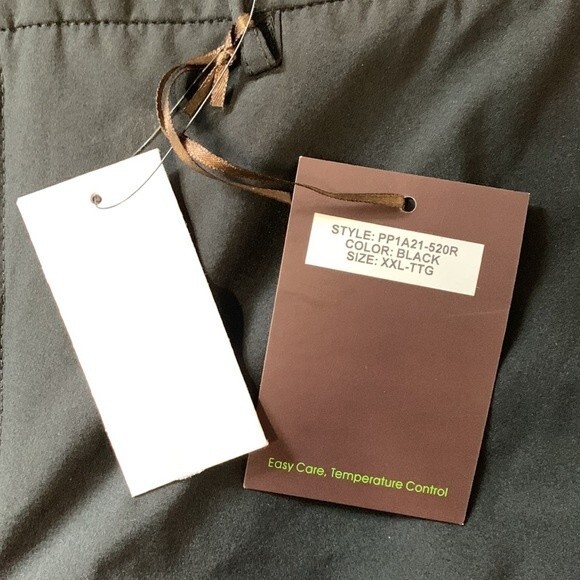 STYLE: PP1A21-520R
COLOR: BLACK
SIZE: XXL-TTG
Easy Care, Temperature Control